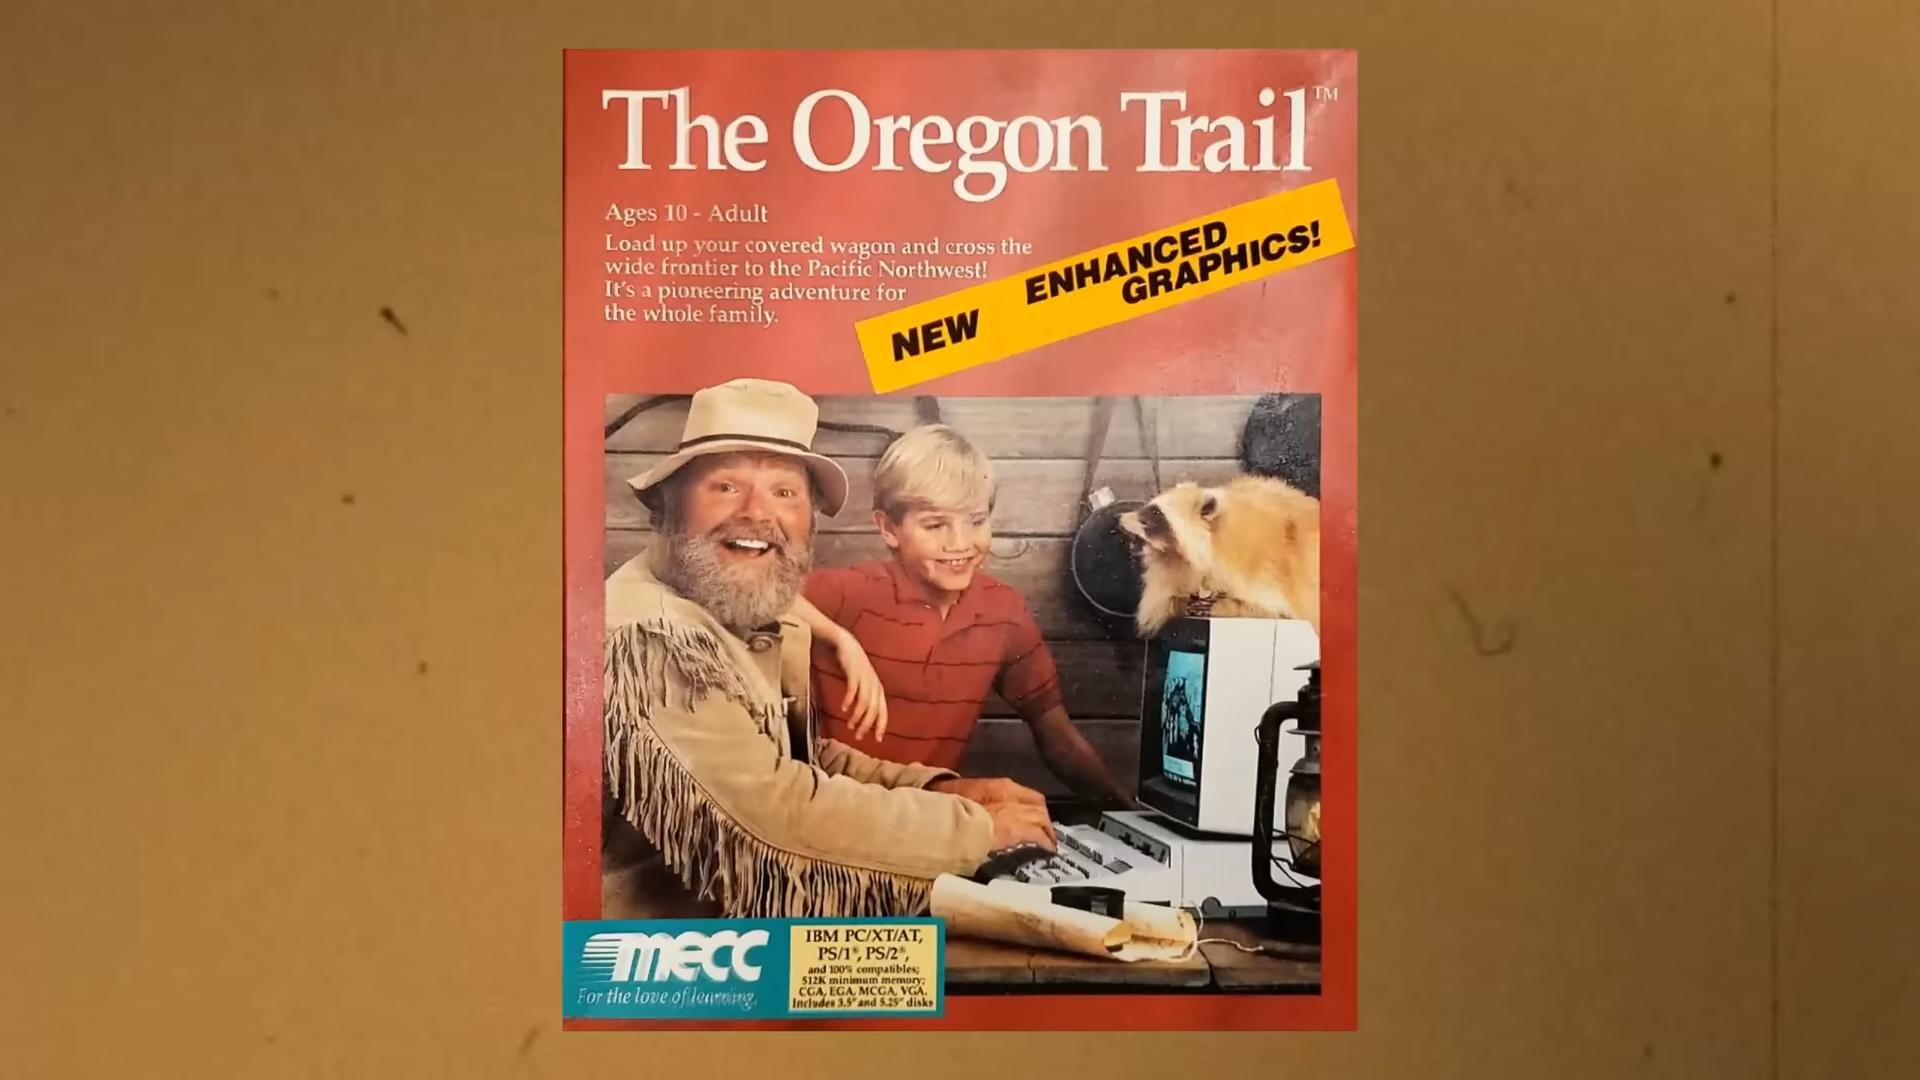 The Oregon Trail™
Ages 10 - Adult
Load up your covered wagon and cross the
wide frontier to the Pacific Northwest!
It's a pioneering adventure for
the whole family.
NEW ENHANCED
GRAPHICS!
mecc
For the love of learning.
IBM PC/XT/AT,
PS/1®, PS/2®,
and 100% compatibles;
512K minimum memory;
CGA, EGA, MCGA, VGA.
Includes 3.5" and 5.25" disks